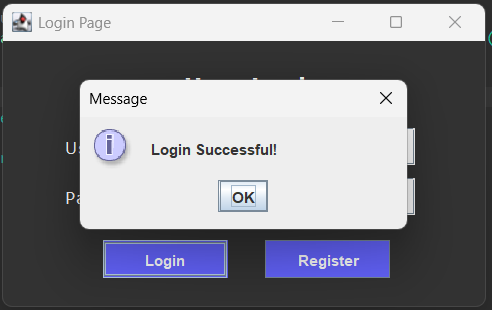 Login Page
Message
Login Successful!
OK
Login
Register